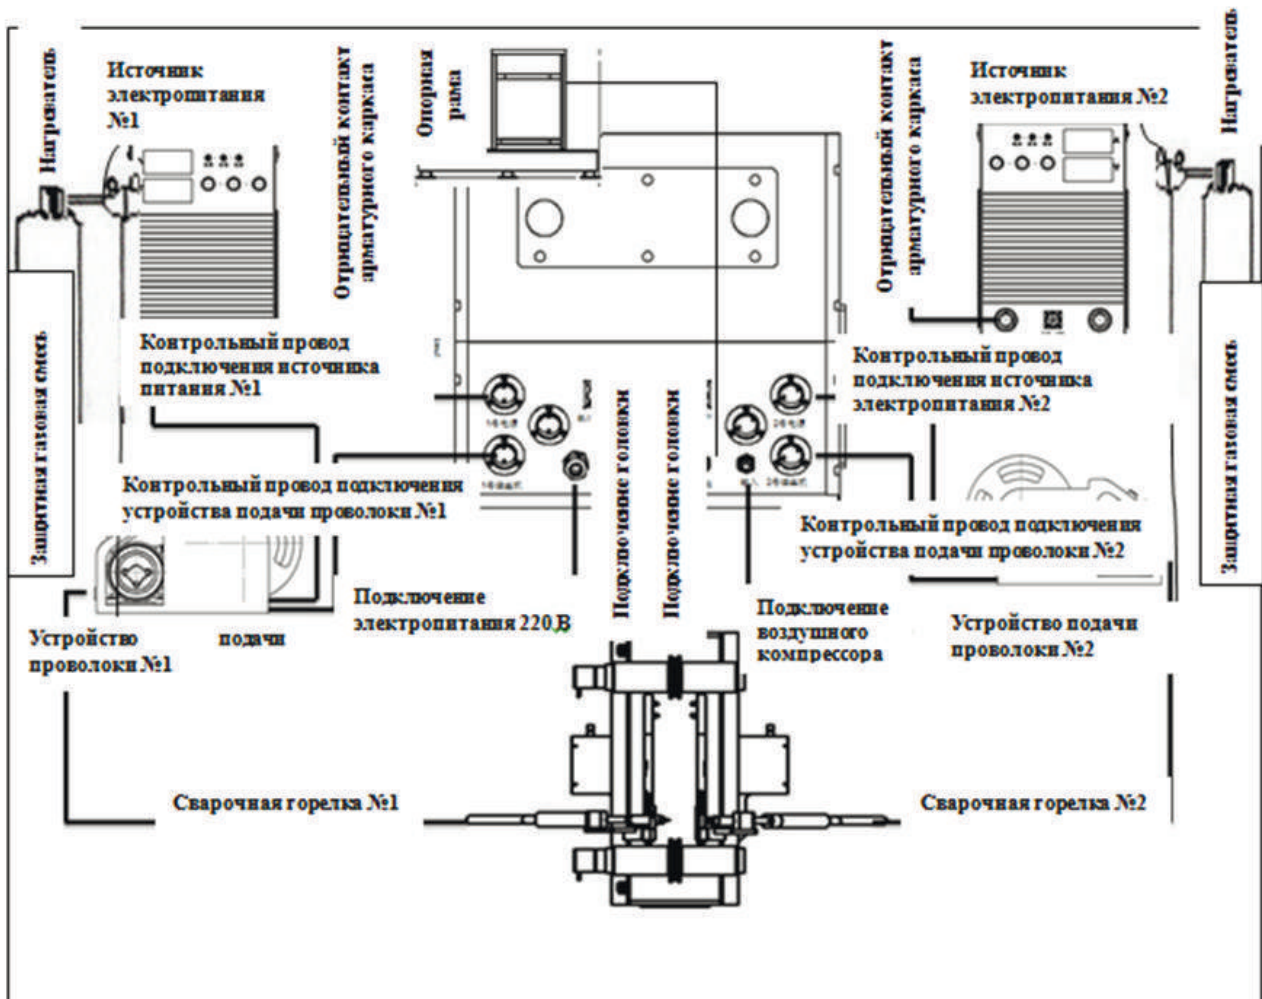 Нагреватель
Источник
электропитания
№1
Отрицательный контакт
арматурного каркаса
Опорная
рама
Отрицательный контакт
арматурного каркаса
Источник
электропитания №2
Нагреватель
Защитная газовая смесь
Контрольный провод
подключения источника
питания №1
Контрольный провод
подключения источника
электропитания №2
Защитная газовая смесь
Контрольный провод подключения
устройства подачи проволоки №1
Подключение головки
Подключение головки
Контрольный провод подключения
устройства подачи проволоки №2
Устройство подачи
проволоки №1
Подключение
электропитания 220 В
Подключение
воздушного
компрессора
Устройство подачи
проволоки №2
Сварочная горелка №1
Сварочная горелка №2